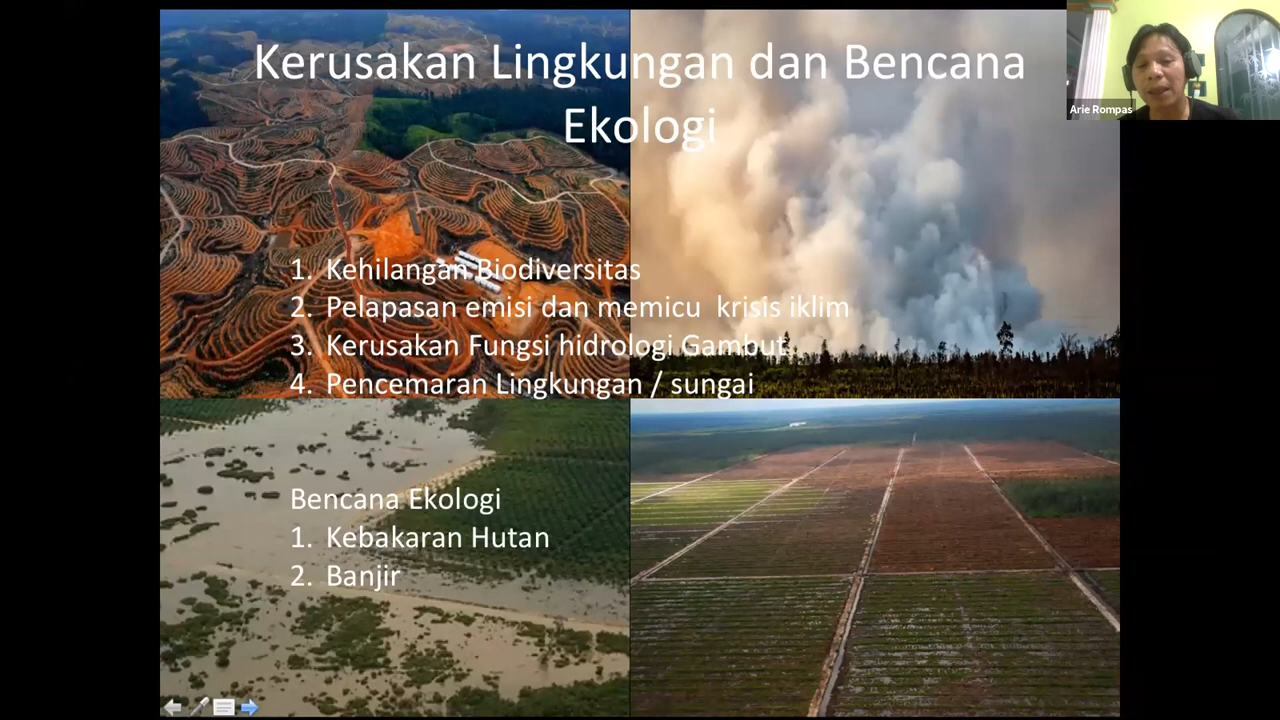 Kerusakan Lingkungan dan Bencana
Ekologi
Arie Rompas
1. Kehilangan Biodiversitas
2. Pelapasan emisi dan memicu krisis iklim
3. Kerusakan Fungsi hidrologi Gambut
4. Pencemaran Lingkungan / sungai
Bencana Ekologi
1. Kebakaran Hutan
2. Banjir